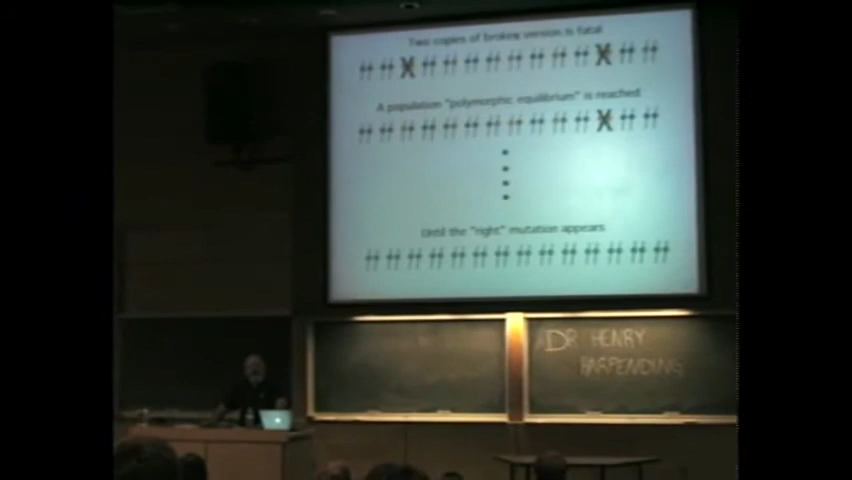 Two copies of broken version is fatal
A population "polymorphic equilibrium" is reached
Until the "right" mutation appears
DR HENRY
HARPENDING